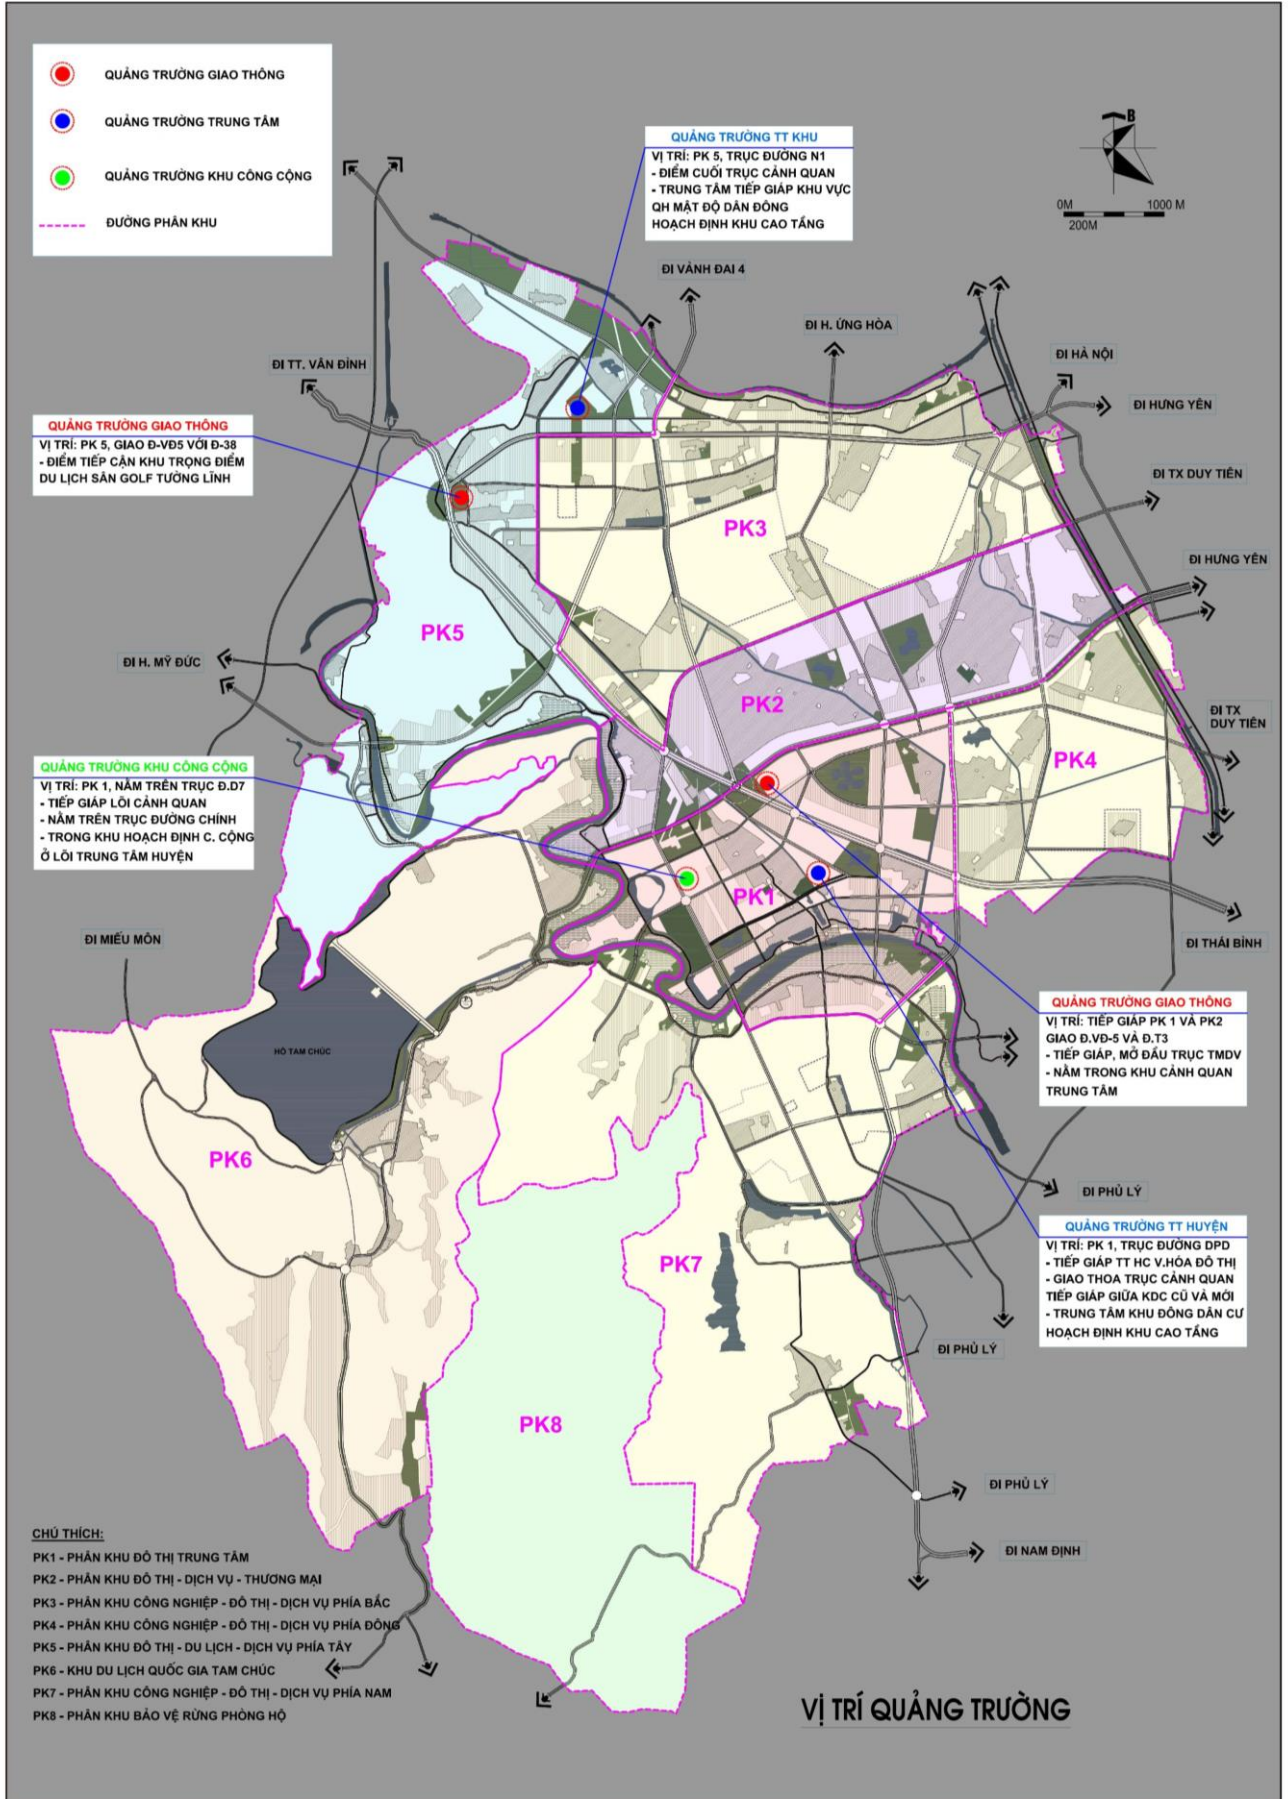 QUẢNG TRƯỜNG GIAO THÔNG
QUẢNG TRƯỜNG TRUNG TÂM
QUẢNG TRƯỜNG KHU CÔNG CỘNG
ĐƯỜNG PHÂN KHU
QUẢNG TRƯỜNG TT KHU
VỊ TRÍ: PK 5, TRỤC ĐƯỜNG N1
- ĐIỂM CUỐI TRỤC CẢNH QUAN
- TRUNG TÂM TIẾP GIÁP KHU VỰC
QH MẬT ĐỘ DÂN ĐÔNG
HOẠCH ĐỊNH KHU CAO TẦNG
B
0M 1000 M
200M
ĐI VÀNH ĐAI 4
ĐI H. ỨNG HÒA
ĐI HÀ NỘI
ĐI HƯNG YÊN
ĐI TT. VÂN ĐÌNH
QUẢNG TRƯỜNG GIAO THÔNG
VỊ TRÍ: PK 5, GIAO Đ-VĐ5 VỚI Đ-38
- ĐIỂM TIẾP CẬN KHU TRỌNG ĐIỂM
DU LỊCH SÂN GOLF TƯỜNG LĨNH
ĐI TX DUY TIÊN
PK3
ĐI HƯNG YÊN
PK5
ĐI H. MỸ ĐỨC
PK2
ĐI TX
DUY TIÊN
PK4
QUẢNG TRƯỜNG KHU CÔNG CỘNG
VỊ TRÍ: PK 1, NẰM TRÊN TRỤC Đ.D7
- TIẾP GIÁP LÕI CẢNH QUAN
- NẰM TRÊN TRỤC ĐƯỜNG CHÍNH
- TRONG KHU HOẠCH ĐỊNH C. CỘNG
Ở LÕI TRUNG TÂM HUYỆN
PK1
ĐI MIẾU MÔN
ĐI THÁI BÌNH
HỒ TAM CHÚC
QUẢNG TRƯỜNG GIAO THÔNG
VỊ TRÍ: TIẾP GIÁP PK 1 VÀ PK2
GIAO Đ.VĐ-5 VÀ Đ.T3
- TIẾP GIÁP, MỞ ĐẦU TRỤC TMDV
- NẰM TRONG KHU CẢNH QUAN
TRUNG TÂM
PK6
ĐI PHỦ LÝ
QUẢNG TRƯỜNG TT HUYỆN
VỊ TRÍ: PK 1, TRỤC ĐƯỜNG DPD
- TIẾP GIÁP TT HC V.HÓA ĐÔ THỊ
- GIAO THOA TRỤC CẢNH QUAN
TIẾP GIÁP GIỮA KDC CŨ VÀ MỚI
- TRUNG TÂM KHU ĐÔNG DÂN CƯ
HOẠCH ĐỊNH KHU CAO TẦNG
PK7
ĐI PHỦ LÝ
PK8
ĐI PHỦ LÝ
ĐI NAM ĐỊNH
CHÚ THÍCH:
PK1 - PHÂN KHU ĐÔ THỊ TRUNG TÂM
PK2 - PHÂN KHU ĐÔ THỊ - DỊCH VỤ - THƯƠNG MẠI
PK3 - PHÂN KHU CÔNG NGHIỆP - ĐÔ THỊ - DỊCH VỤ PHÍA BẮC
PK4 - PHÂN KHU CÔNG NGHIỆP - ĐÔ THỊ - DỊCH VỤ PHÍA ĐÔNG
PK5 - PHÂN KHU ĐÔ THỊ - DU LỊCH - DỊCH VỤ PHÍA TÂY
PK6 - KHU DU LỊCH QUỐC GIA TAM CHÚC
PK7 - PHÂN KHU CÔNG NGHIỆP - ĐÔ THỊ - DỊCH VỤ PHÍA NAM
PK8 - PHÂN KHU BẢO VỆ RỪNG PHÒNG HỘ
VỊ TRÍ QUẢNG TRƯỜNG